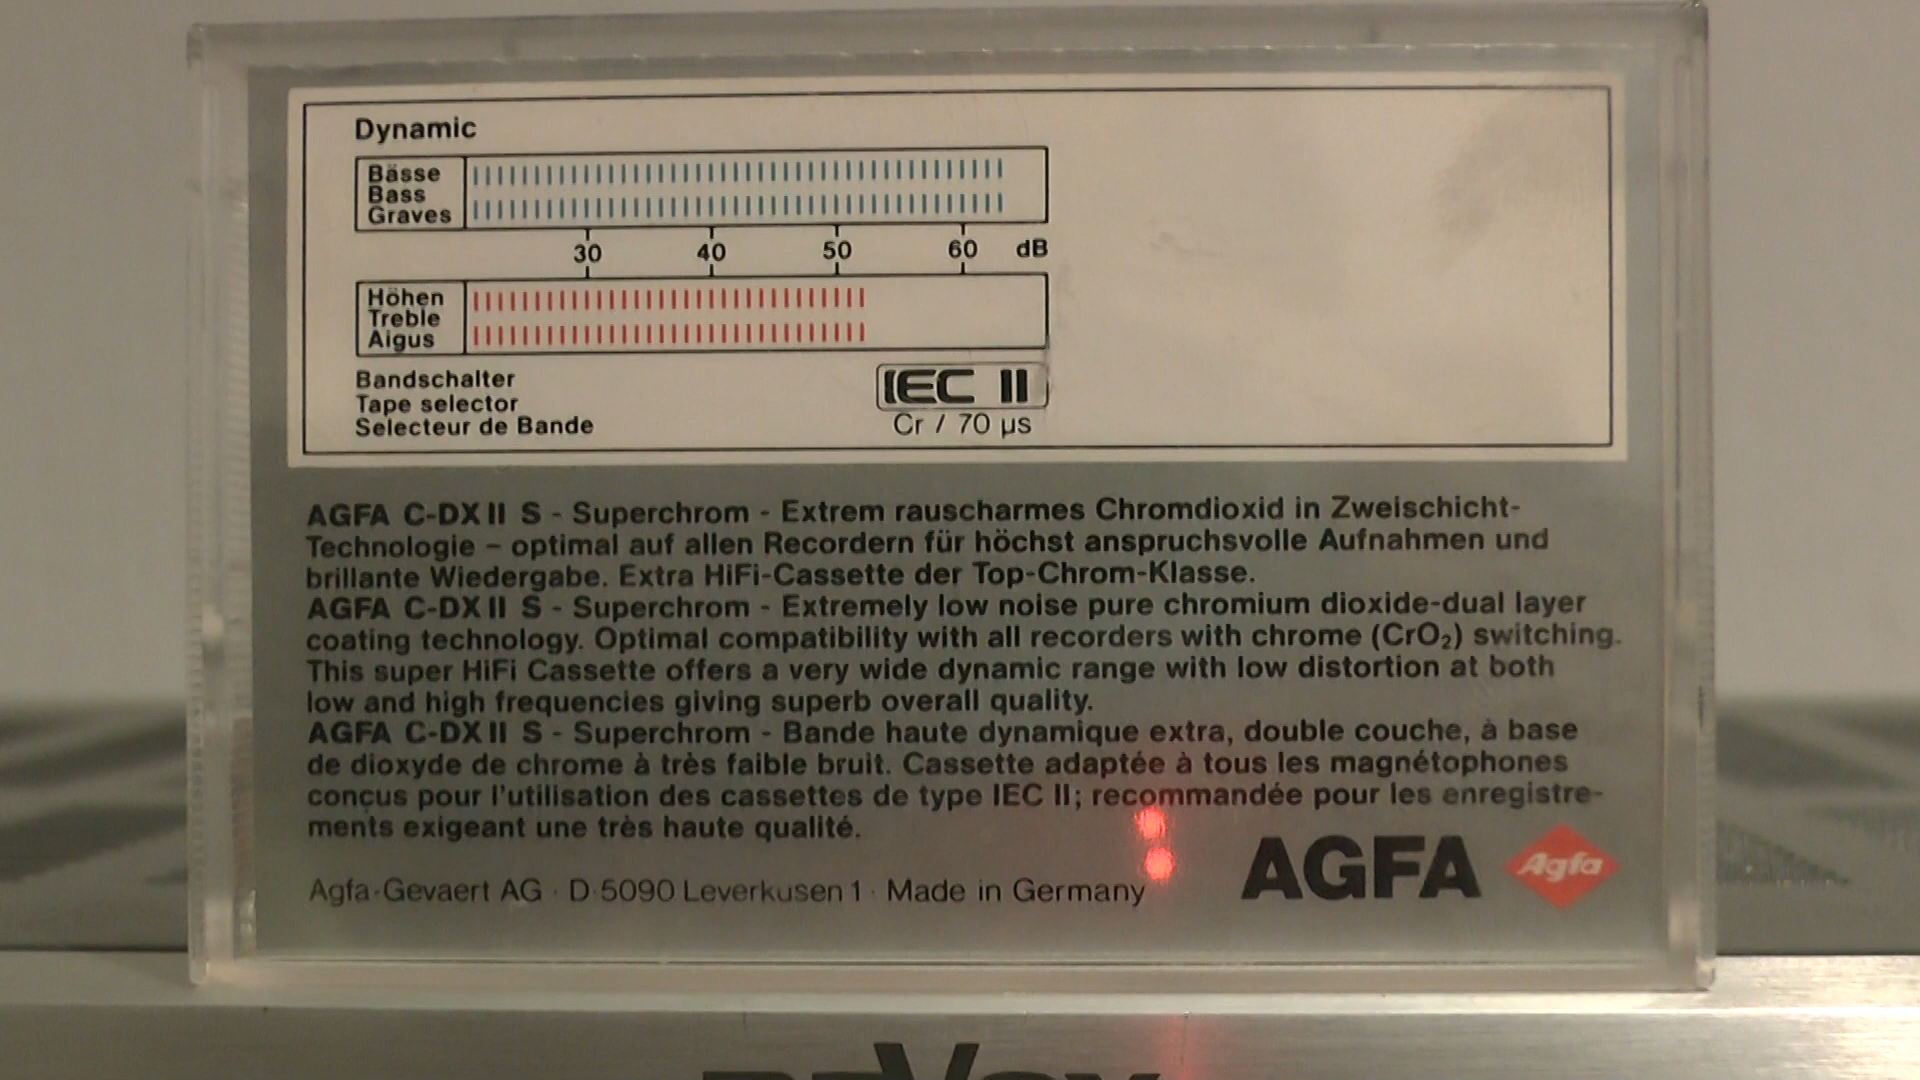 Dynamic
Bässe
Bass
Graves
30 40 50 60 dB
Höhen
Treble
Aigus
Bandschalter
Tape selector
Selecteur de Bande
IEC II
Cr / 70 µs
AGFA C-DX II S - Superchrom - Extrem rauscharmes Chromdioxid in Zweischicht-
Technologie – optimal auf allen Recordern für höchst anspruchsvolle Aufnahmen und
brillante Wiedergabe. Extra HiFi-Cassette der Top-Chrom-Klasse.
AGFA C-DX II S - Superchrom - Extremely low noise pure chromium dioxide-dual layer
coating technology. Optimal compatibility with all recorders with chrome (CrO₂) switching.
This super HiFi Cassette offers a very wide dynamic range with low distortion at both
low and high frequencies giving superb overall quality.
AGFA C-DX II S - Superchrom - Bande haute dynamique extra, double couche, à base
de dioxyde de chrome à très faible bruit. Cassette adaptée à tous les magnétophones
conçus pour l'utilisation des cassettes de type IEC II; recommandée pour les enregistre-
ments exigeant une très haute qualité.
Agfa-Gevaert AG · D-5090 Leverkusen 1 · Made in Germany
AGFA
Agfa